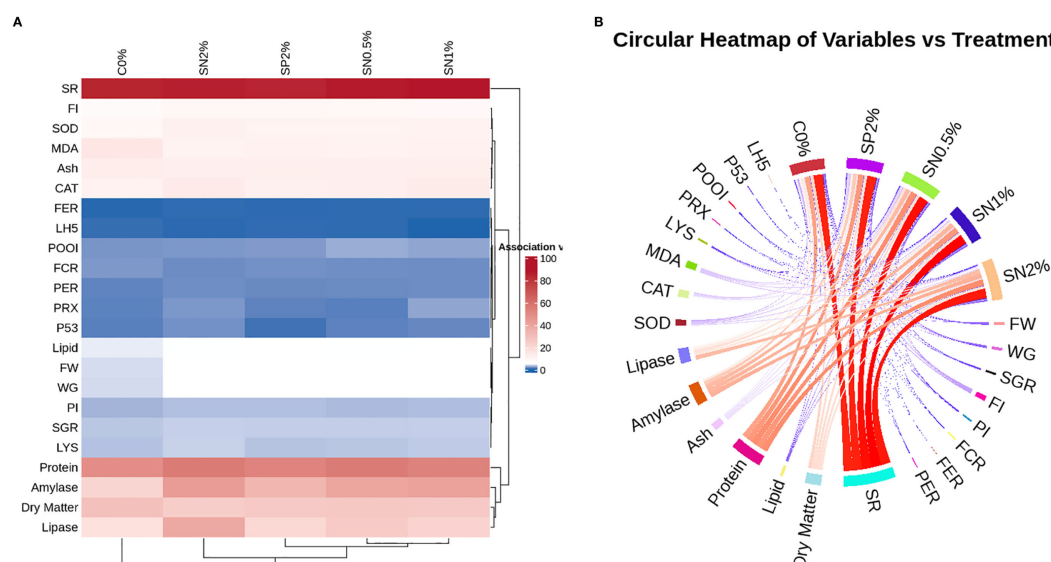 A
C0%
SN2%
SP2%
SN0.5%
SN1%
SR
FI
SOD
MDA
Ash
CAT
FER
LH5
POOI
FCR
PER
PRX
P53
Lipid
FW
WG
PI
SGR
LYS
Protein
Amylase
Dry Matter
Lipase
Association v
100
80
60
40
20
0
B
Circular Heatmap of Variables vs Treatment
C0%
SP2%
SN0.5%
SN1%
SN2%
FW
WG
SGR
FI
PI
FCR
FER
PER
SR
Dry Matter
Lipid
Protein
Ash
Amylase
Lipase
SOD
CAT
MDA
LYS
PRX
POOI
P53
LH5